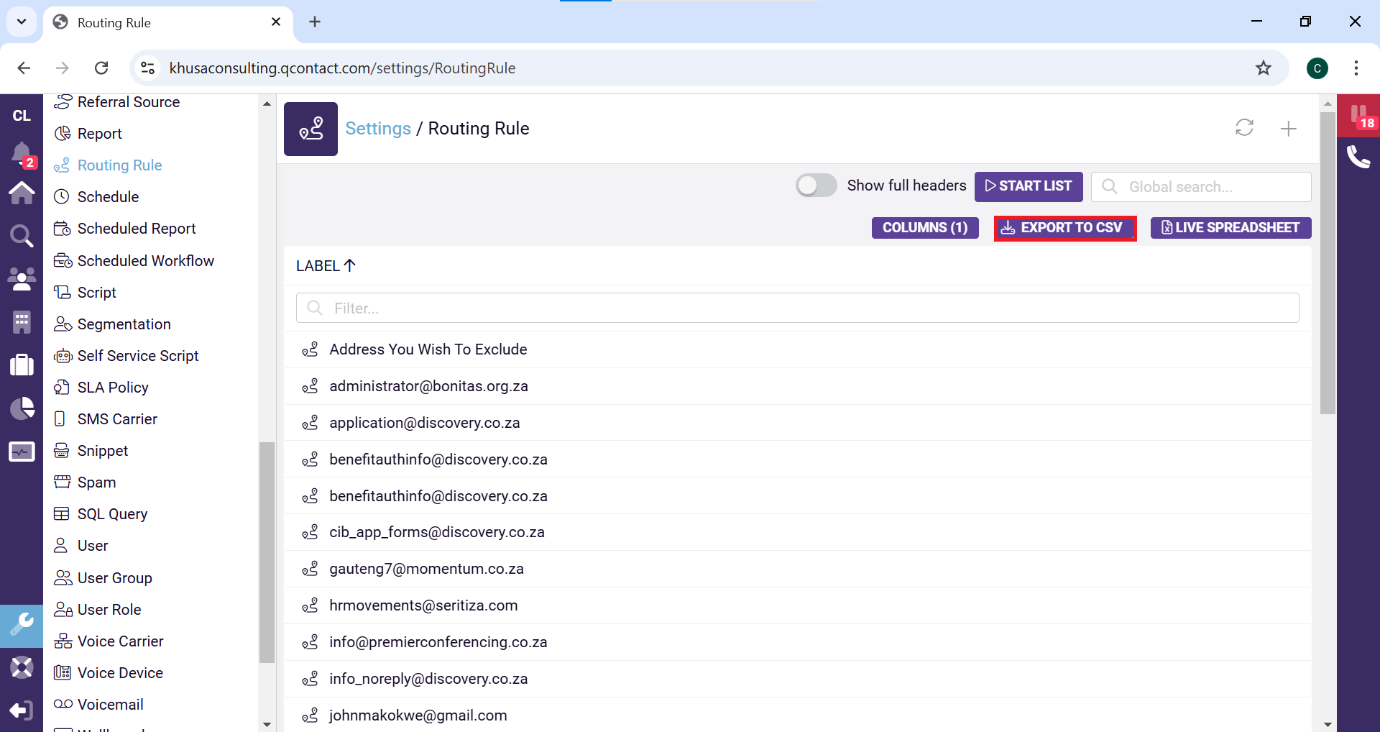 Routing Rule
khusaconsulting.qcontact.com/settings/RoutingRule
C
CL
2
Referral Source
Report
Routing Rule
Schedule
Scheduled Report
Scheduled Workflow
Script
Segmentation
Self Service Script
SLA Policy
SMS Carrier
Snippet
Spam
SQL Query
User
User Group
User Role
Voice Carrier
Voice Device
Voicemail
Settings / Routing Rule
18
Show full headers
START LIST
Global search...
COLUMNS (1)
EXPORT TO CSV
LIVE SPREADSHEET
LABEL
Filter...
Address You Wish To Exclude
administrator@bonitas.org.za
application@discovery.co.za
benefitauthinfo@discovery.co.za
benefitauthinfo@discovery.co.za
cib_app_forms@discovery.co.za
gauteng7@momentum.co.za
hrmovements@seritiza.com
info@premierconferencing.co.za
info_noreply@discovery.co.za
johnmakokwe@gmail.com